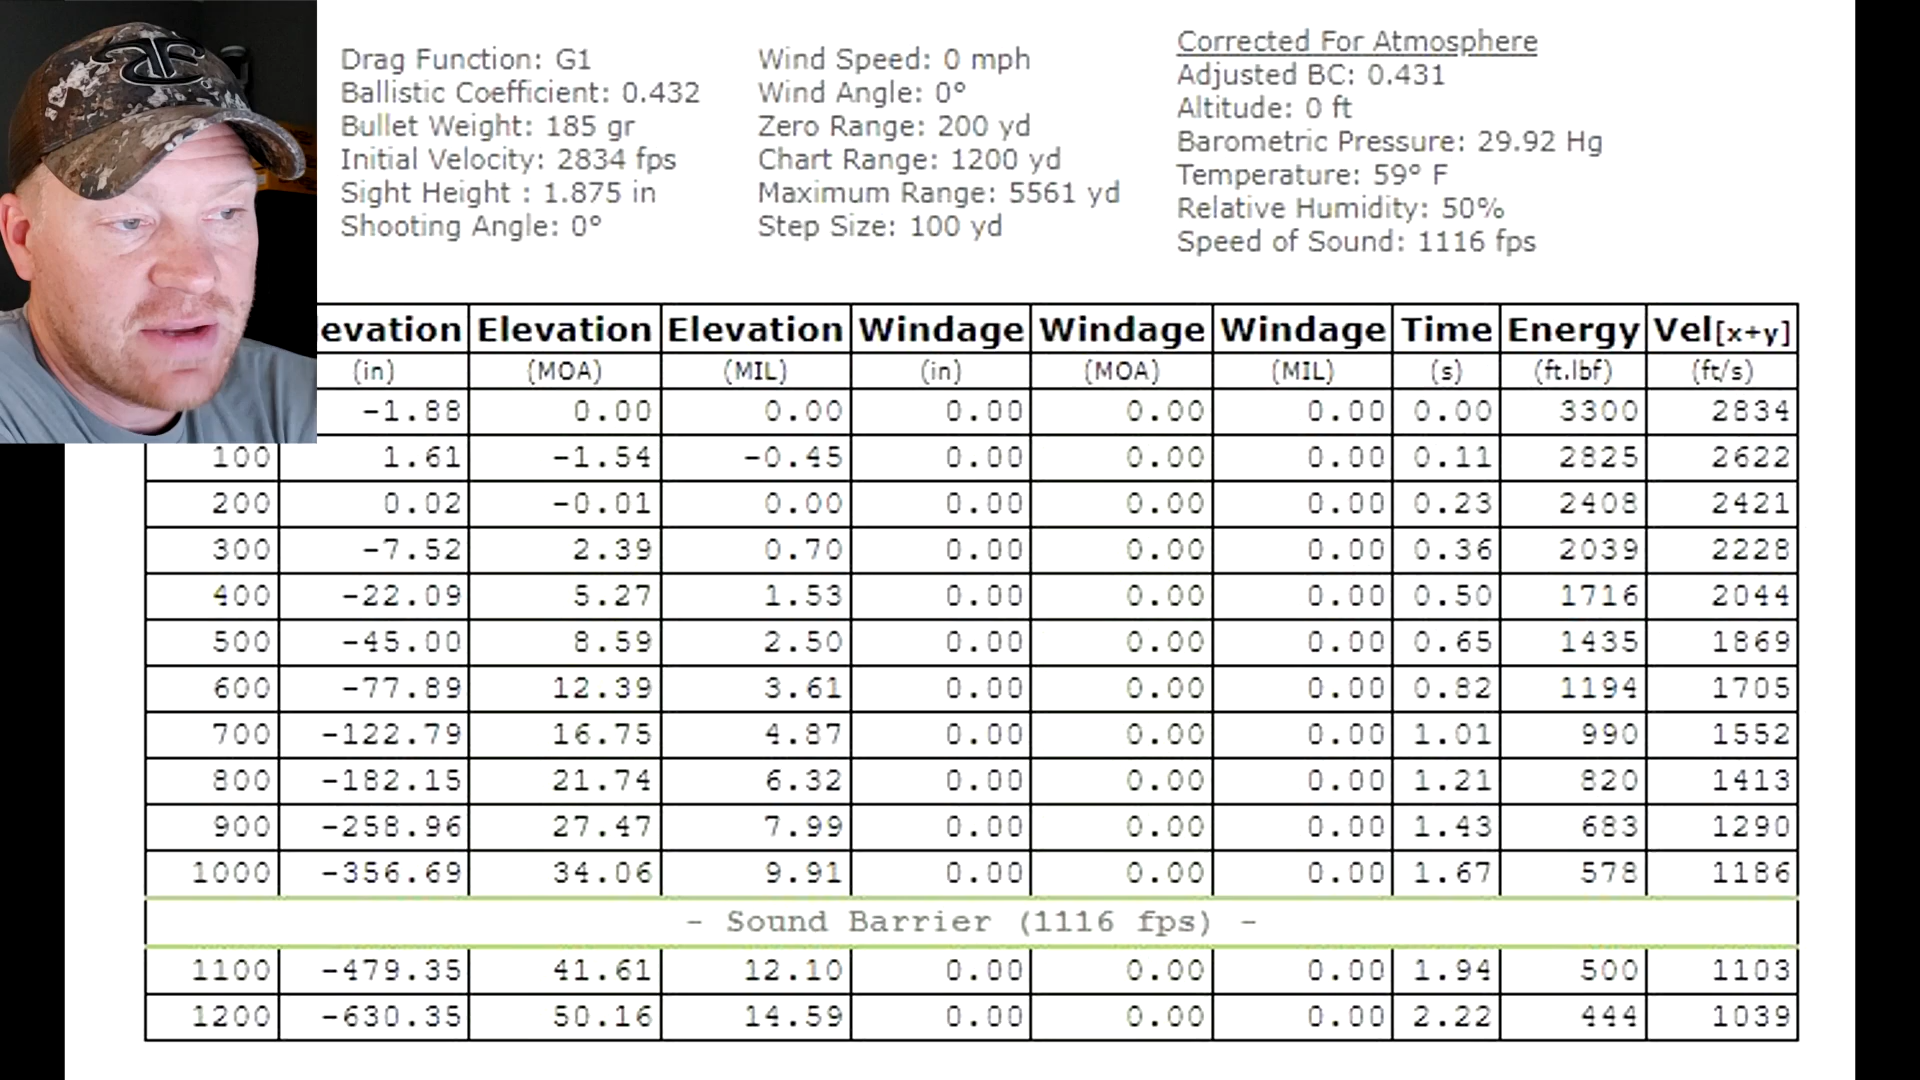 Drag Function: G1
Ballistic Coefficient: 0.432
Bullet Weight: 185 gr
Initial Velocity: 2834 fps
Sight Height : 1.875 in
Shooting Angle: 0°
Wind Speed: 0 mph
Wind Angle: 0°
Zero Range: 200 yd
Chart Range: 1200 yd
Maximum Range: 5561 yd
Step Size: 100 yd
Corrected For Atmosphere
Adjusted BC: 0.431
Altitude: 0 ft
Barometric Pressure: 29.92 Hg
Temperature: 59° F
Relative Humidity: 50%
Speed of Sound: 1116 fps
evation Elevation Elevation Windage Windage Windage Time Energy Vel[x+y]
(in) (MOA) (MIL) (in) (MOA) (MIL) (s) (ft.lbf) (ft/s)
-1.88 0.00 0.00 0.00 0.00 0.00 0.00 3300 2834
100 1.61 -1.54 -0.45 0.00 0.00 0.00 0.11 2825 2622
200 0.02 -0.01 0.00 0.00 0.00 0.00 0.23 2408 2421
300 -7.52 2.39 0.70 0.00 0.00 0.00 0.36 2039 2228
400 -22.09 5.27 1.53 0.00 0.00 0.00 0.50 1716 2044
500 -45.00 8.59 2.50 0.00 0.00 0.00 0.65 1435 1869
600 -77.89 12.39 3.61 0.00 0.00 0.00 0.82 1194 1705
700 -122.79 16.75 4.87 0.00 0.00 0.00 1.01 990 1552
800 -182.15 21.74 6.32 0.00 0.00 0.00 1.21 820 1413
900 -258.96 27.47 7.99 0.00 0.00 0.00 1.43 683 1290
1000 -356.69 34.06 9.91 0.00 0.00 0.00 1.67 578 1186
- Sound Barrier (1116 fps) -
1100 -479.35 41.61 12.10 0.00 0.00 0.00 1.94 500 1103
1200 -630.35 50.16 14.59 0.00 0.00 0.00 2.22 444 1039